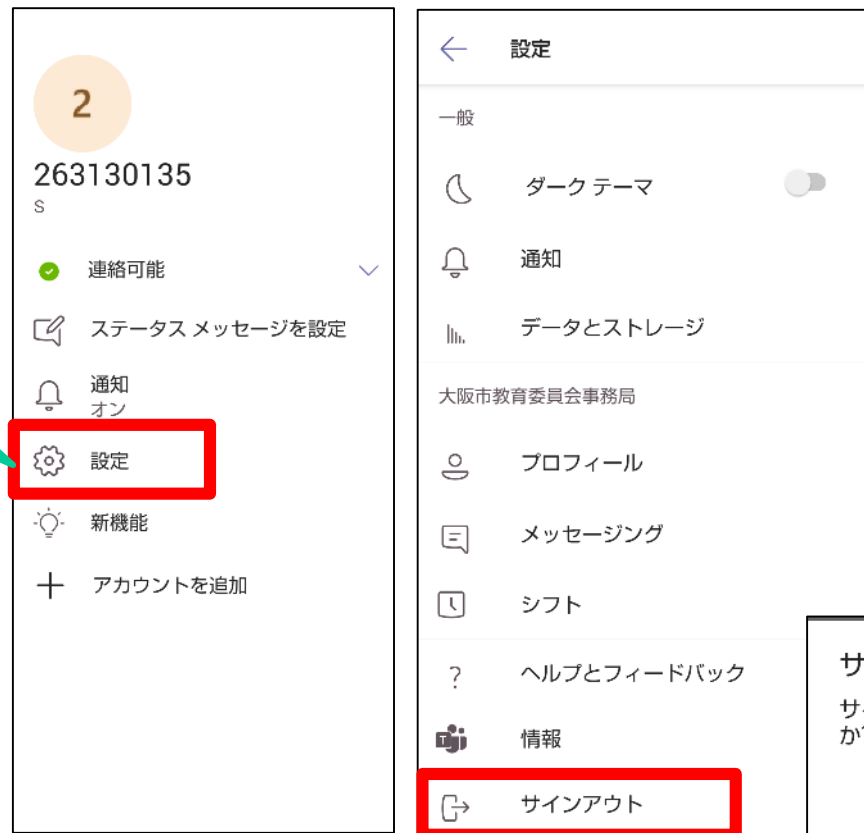 2
263130135
S
連絡可能
ステータス メッセージを設定
通知
オン
設定
新機能
アカウントを追加
設定
一般
ダーク テーマ
通知
データとストレージ
大阪市教育委員会事務局
プロフィール
メッセージング
シフト
ヘルプとフィードバック
情報
サインアウト
サ
サ
か